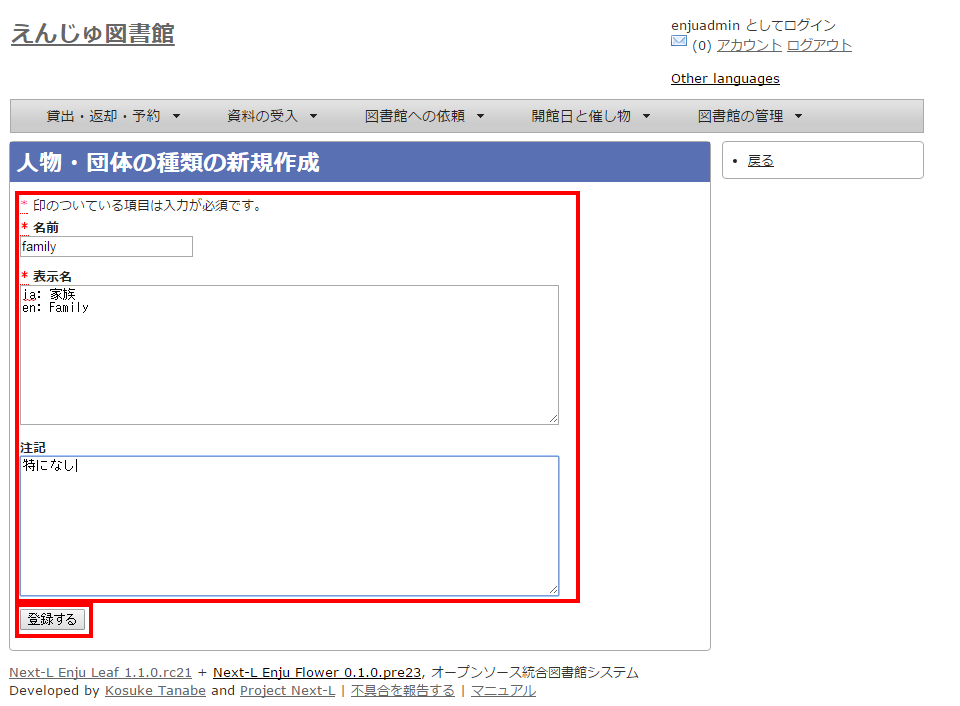 えんじゅ図書館
enjuadmin としてログイン
(0) アカウント ログアウト
Other languages
貸出・返却・予約 ▼ 資料の受入 ▼ 図書館への依頼 ▼ 開館日と催し物 ▼ 図書館の管理 ▼
人物・団体の種類の新規作成
• 戻る
* 印のついている項目は入力が必須です。
* 名前
family
* 表示名
ja: 家族
en: Family
注記
特になし
登録する
Next-L Enju Leaf 1.1.0.rc21 + Next-L Enju Flower 0.1.0.pre23, オープンソース統合図書館システム
Developed by Kosuke Tanabe and Project Next-L | 不具合を報告する | マニュアル